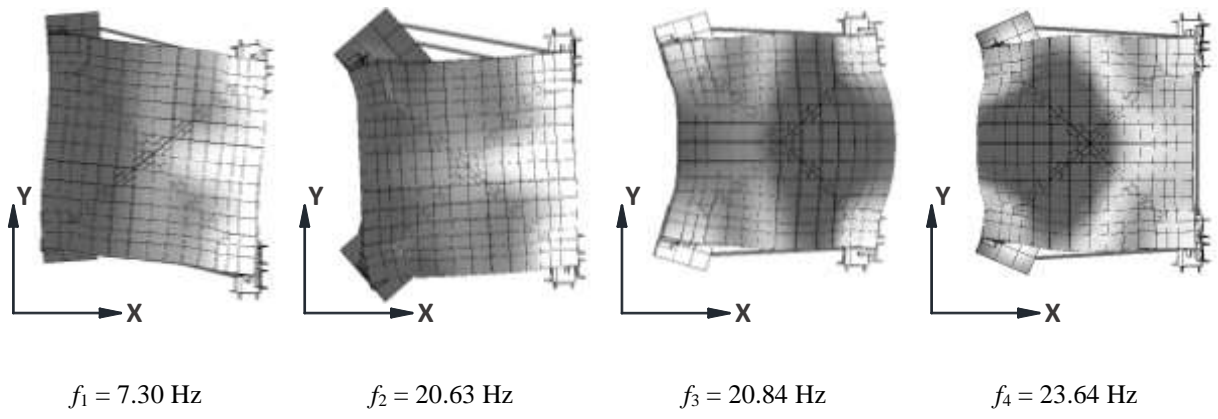 Y Y Y Y
X X X X
f1 = 7.30 Hz f2 = 20.63 Hz f3 = 20.84 Hz f4 = 23.64 Hz